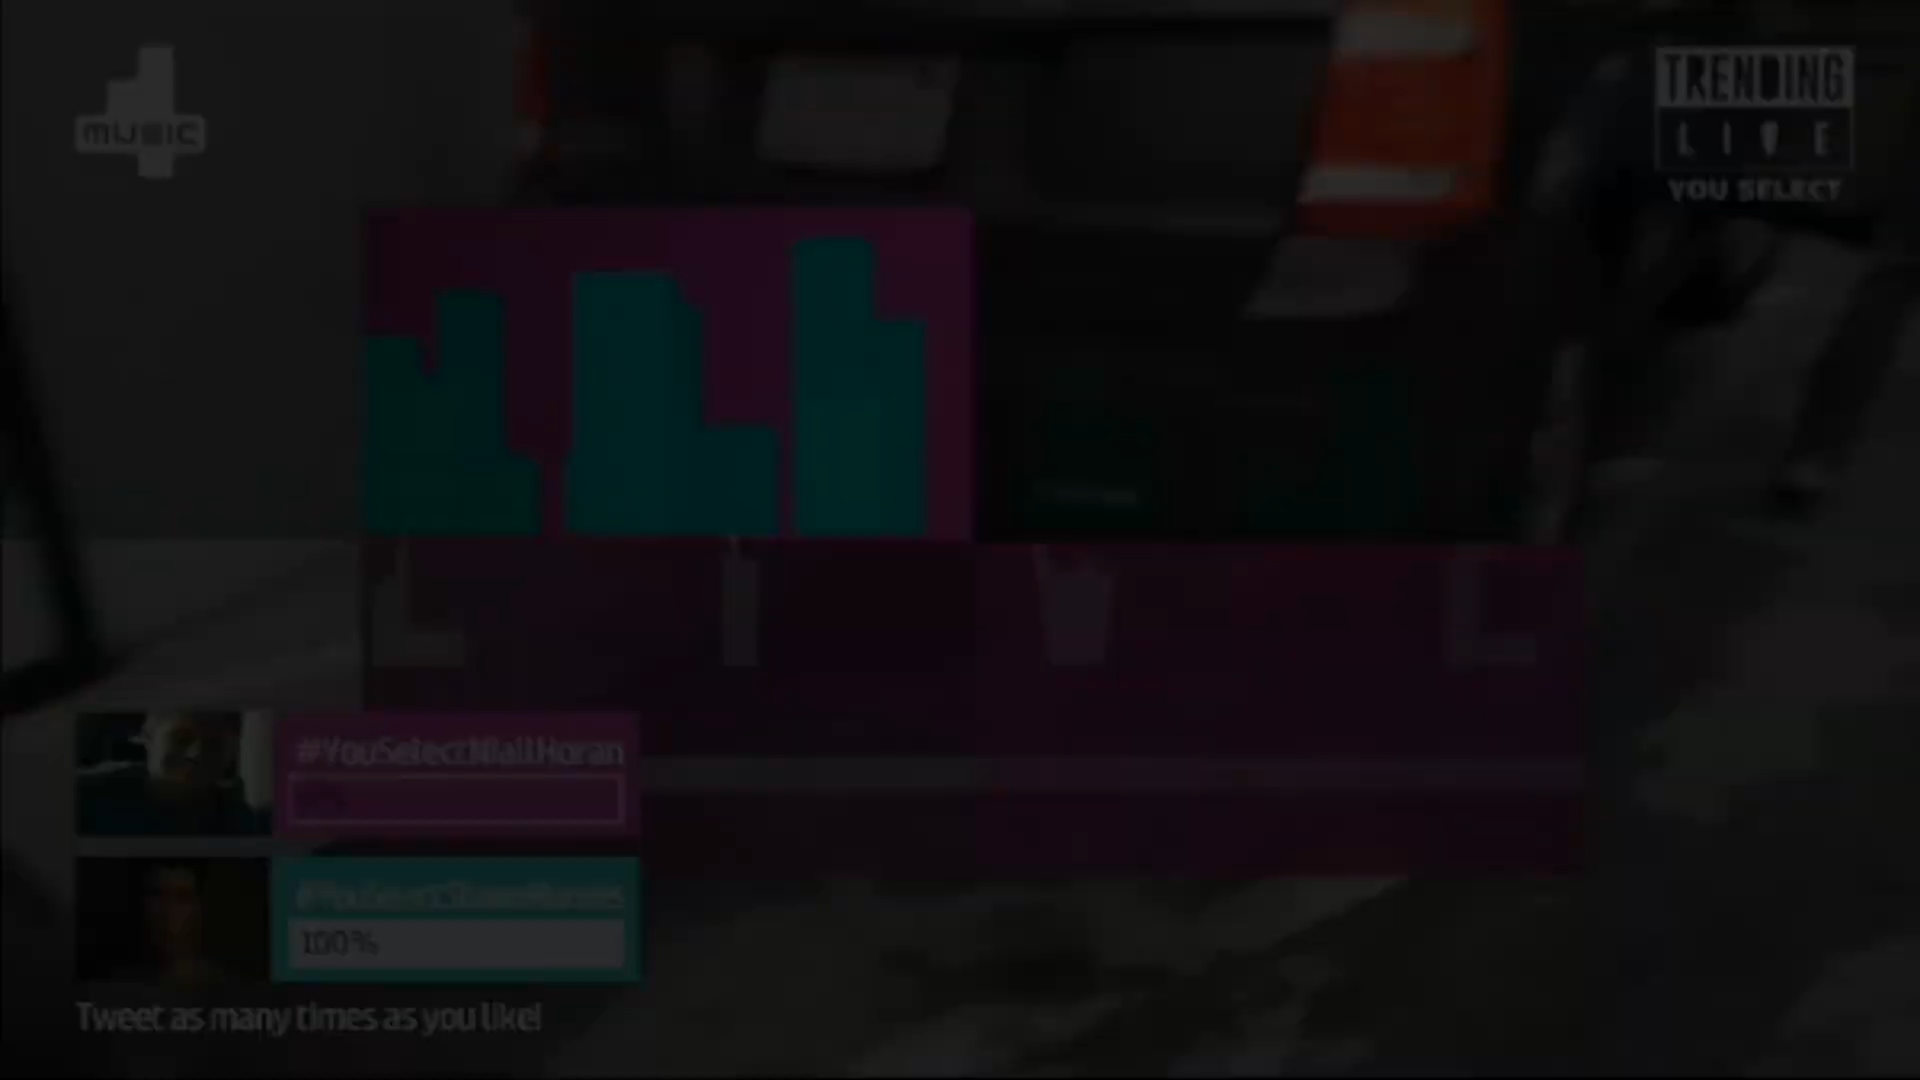 MUSIC
TRENDING
LIVE
YOU SELECT
#YouSelectNiallHoran
100%
Tweet as many times as you like!